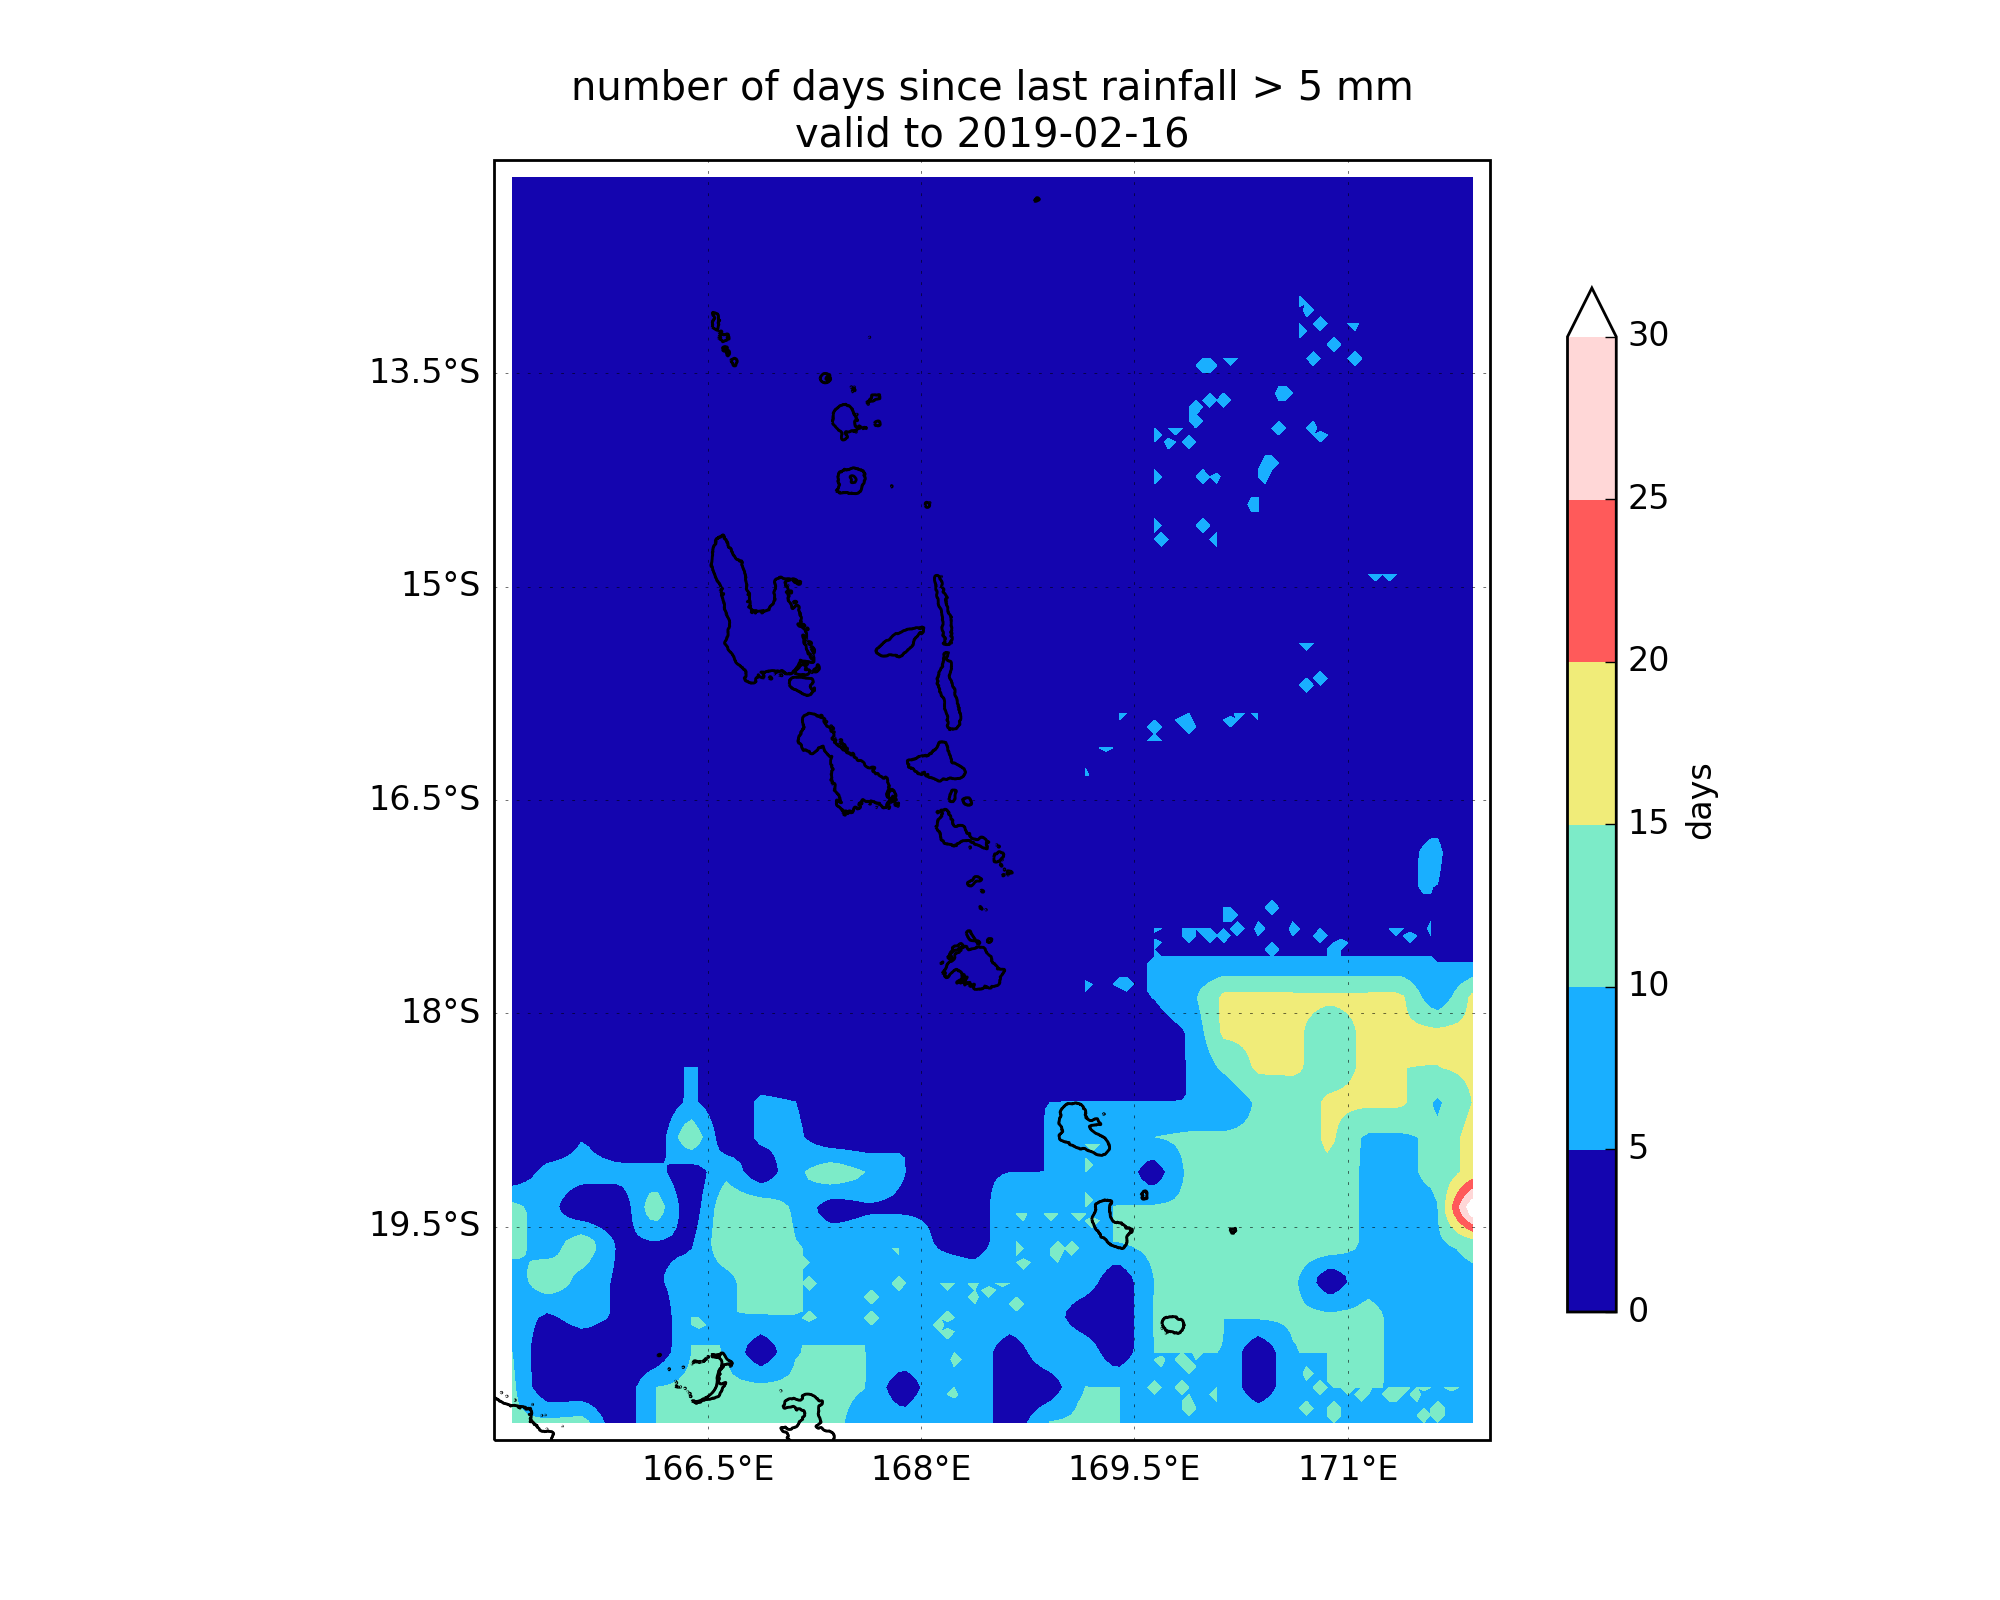 number of days since last rainfall > 5 mm
valid to 2019-02-16
13.5°S
15°S
16.5°S
18°S
19.5°S
166.5°E
168°E
169.5°E
171°E
30
25
20
15
10
5
0
days